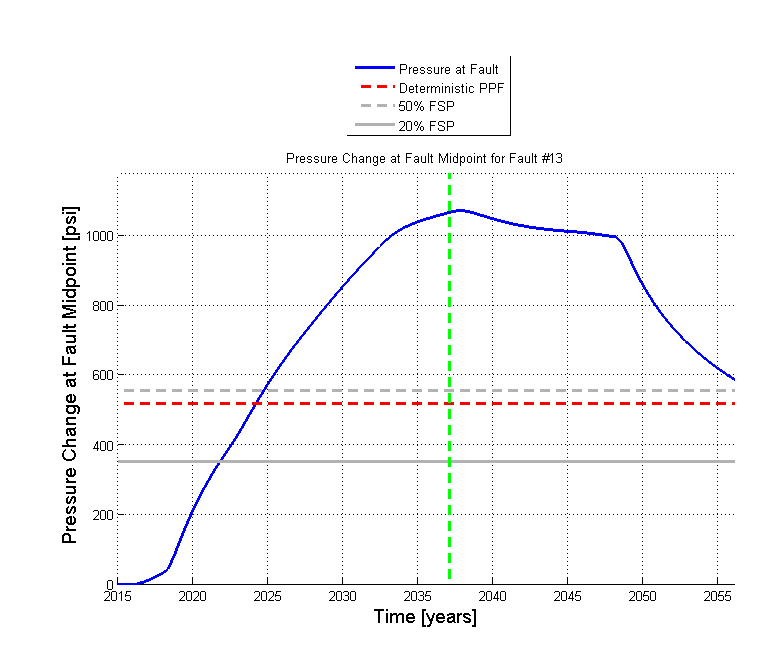 Pressure at Fault
Deterministic PPF
50% FSP
20% FSP
Pressure Change at Fault Midpoint for Fault #13
Pressure Change at Fault Midpoint [psi]
1000
800
600
400
200
0
2015 2020 2025 2030 2035 2040 2045 2050 2055
Time [years]